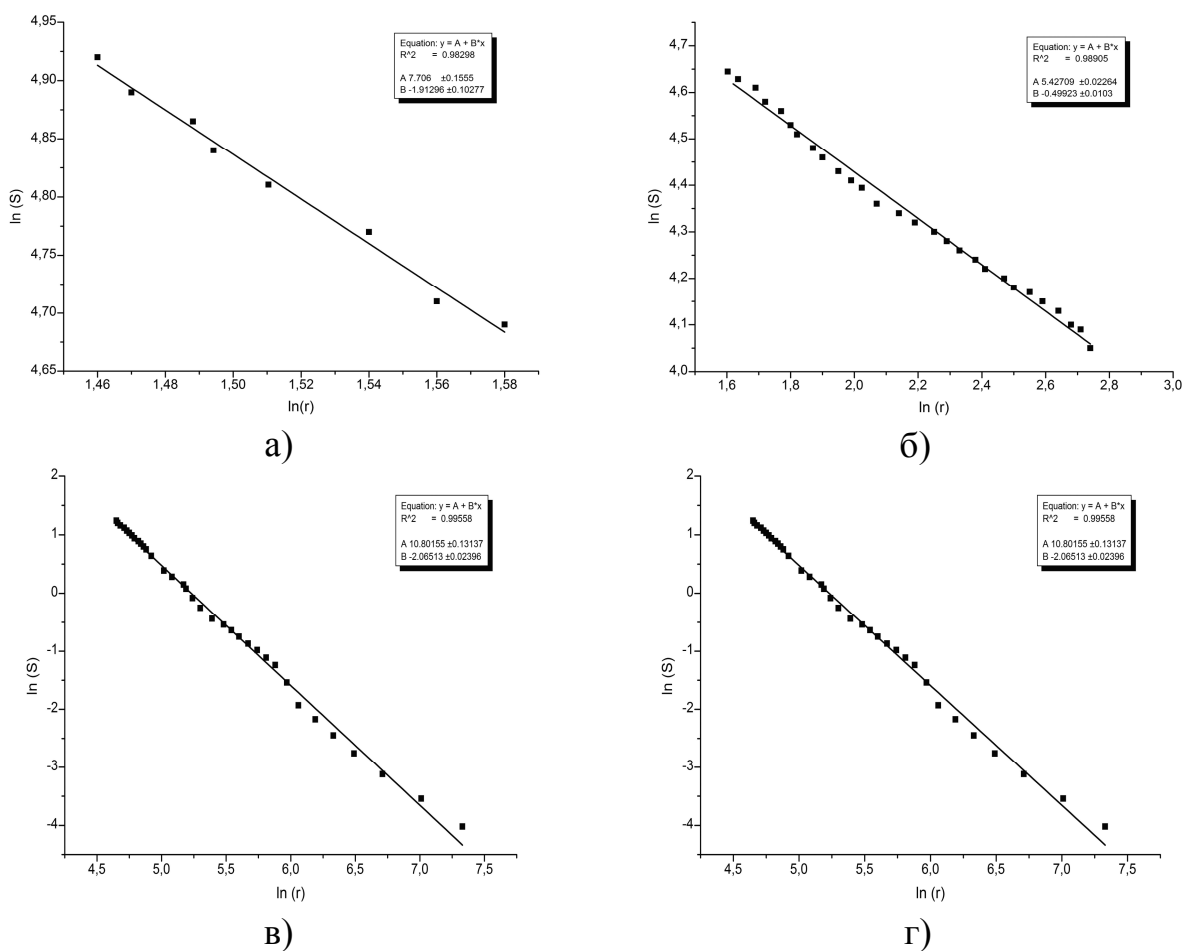 4,95
4,90
4,85
4,80
4,75
4,70
4,65
ln (S)
Equation: y = A + B*x
R^2 = 0.98298
A 7.706 ±0.1555
B -1.91296 ±0.10277
1,46 1,48 1,50 1,52 1,54 1,56 1,58
ln(r)
а)
4,7
4,6
4,5
4,4
4,3
4,2
4,1
4,0
ln (S)
Equation: y = A + B*x
R^2 = 0.98905
A 5.42709 ±0.02264
B -0.49923 ±0.0103
1,6 1,8 2,0 2,2 2,4 2,6 2,8 3,0
ln (r)
б)
2
1
0
-1
-2
-3
-4
ln (S)
Equation: y = A + B*x
R^2 = 0.99558
A 10.80155 ±0.13137
B -2.06513 ±0.02396
4,5 5,0 5,5 6,0 6,5 7,0 7,5
ln (r)
в)
2
1
0
-1
-2
-3
-4
ln (S)
Equation: y = A + B*x
R^2 = 0.99558
A 10.80155 ±0.13137
B -2.06513 ±0.02396
4,5 5,0 5,5 6,0 6,5 7,0 7,5
ln (r)
г)